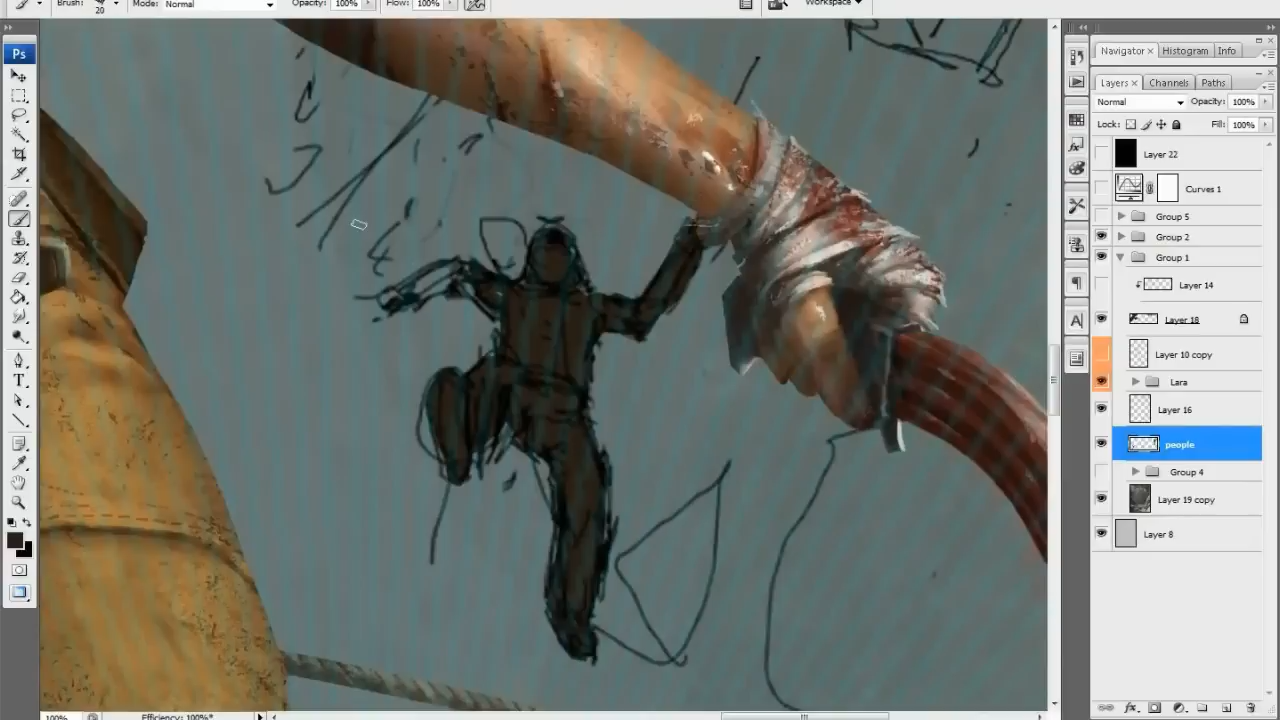 Brush: 20 Mode: Normal Opacity: 100% Flow: 100% Workspace
Ps
Navigator × Histogram Info
Layers × Channels Paths
Normal Opacity: 100%
Lock: Fill: 100%
Layer 22
Curves 1
Group 5
Group 2
Group 1
Layer 14
Layer 18
Layer 10 copy
Lara
Layer 16
people
Group 4
Layer 19 copy
Layer 8
100% Efficiency: 100%*